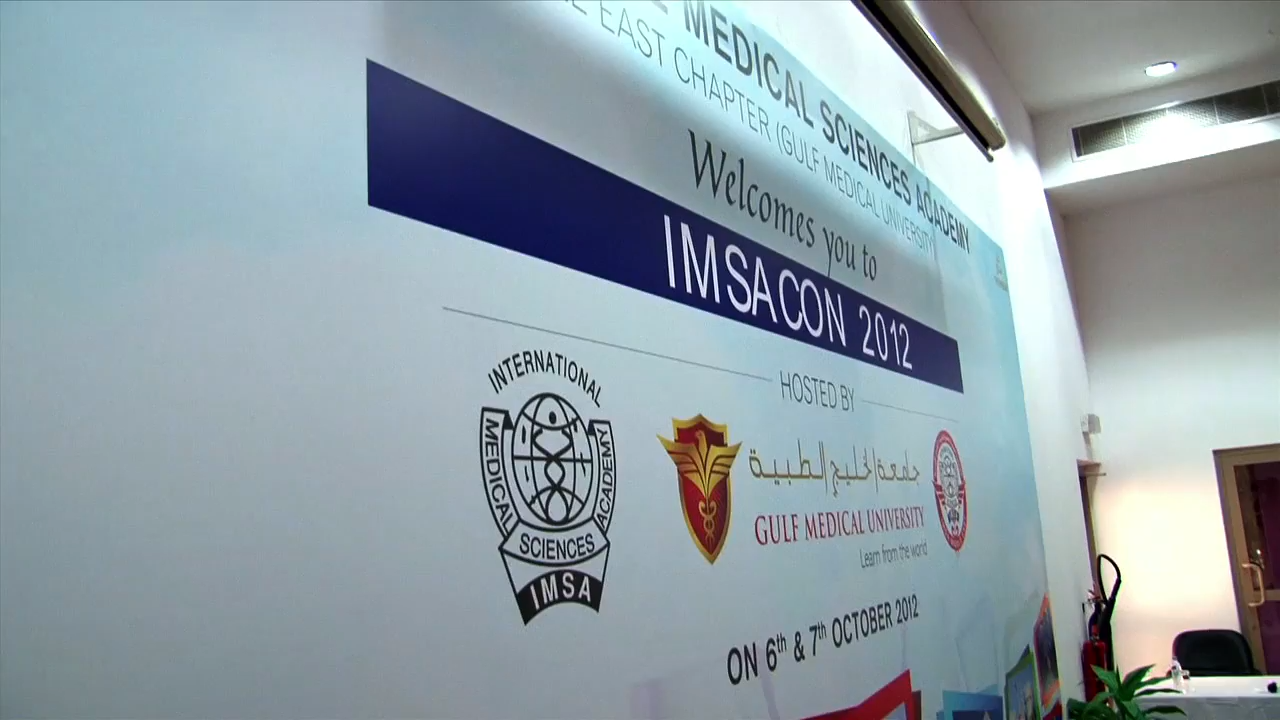 MEDICAL SCIENCES ACADEMY
EAST CHAPTER (GULF MEDICAL UNIVERSITY)
Welcomes you to
IMSACON 2012
HOSTED BY
INTERNATIONAL
MEDICAL
SCIENCES
ACADEMY
IMSA
جامعة الخليج الطبية
GULF MEDICAL UNIVERSITY
Learn from the world
ON 6th & 7th OCTOBER 2012